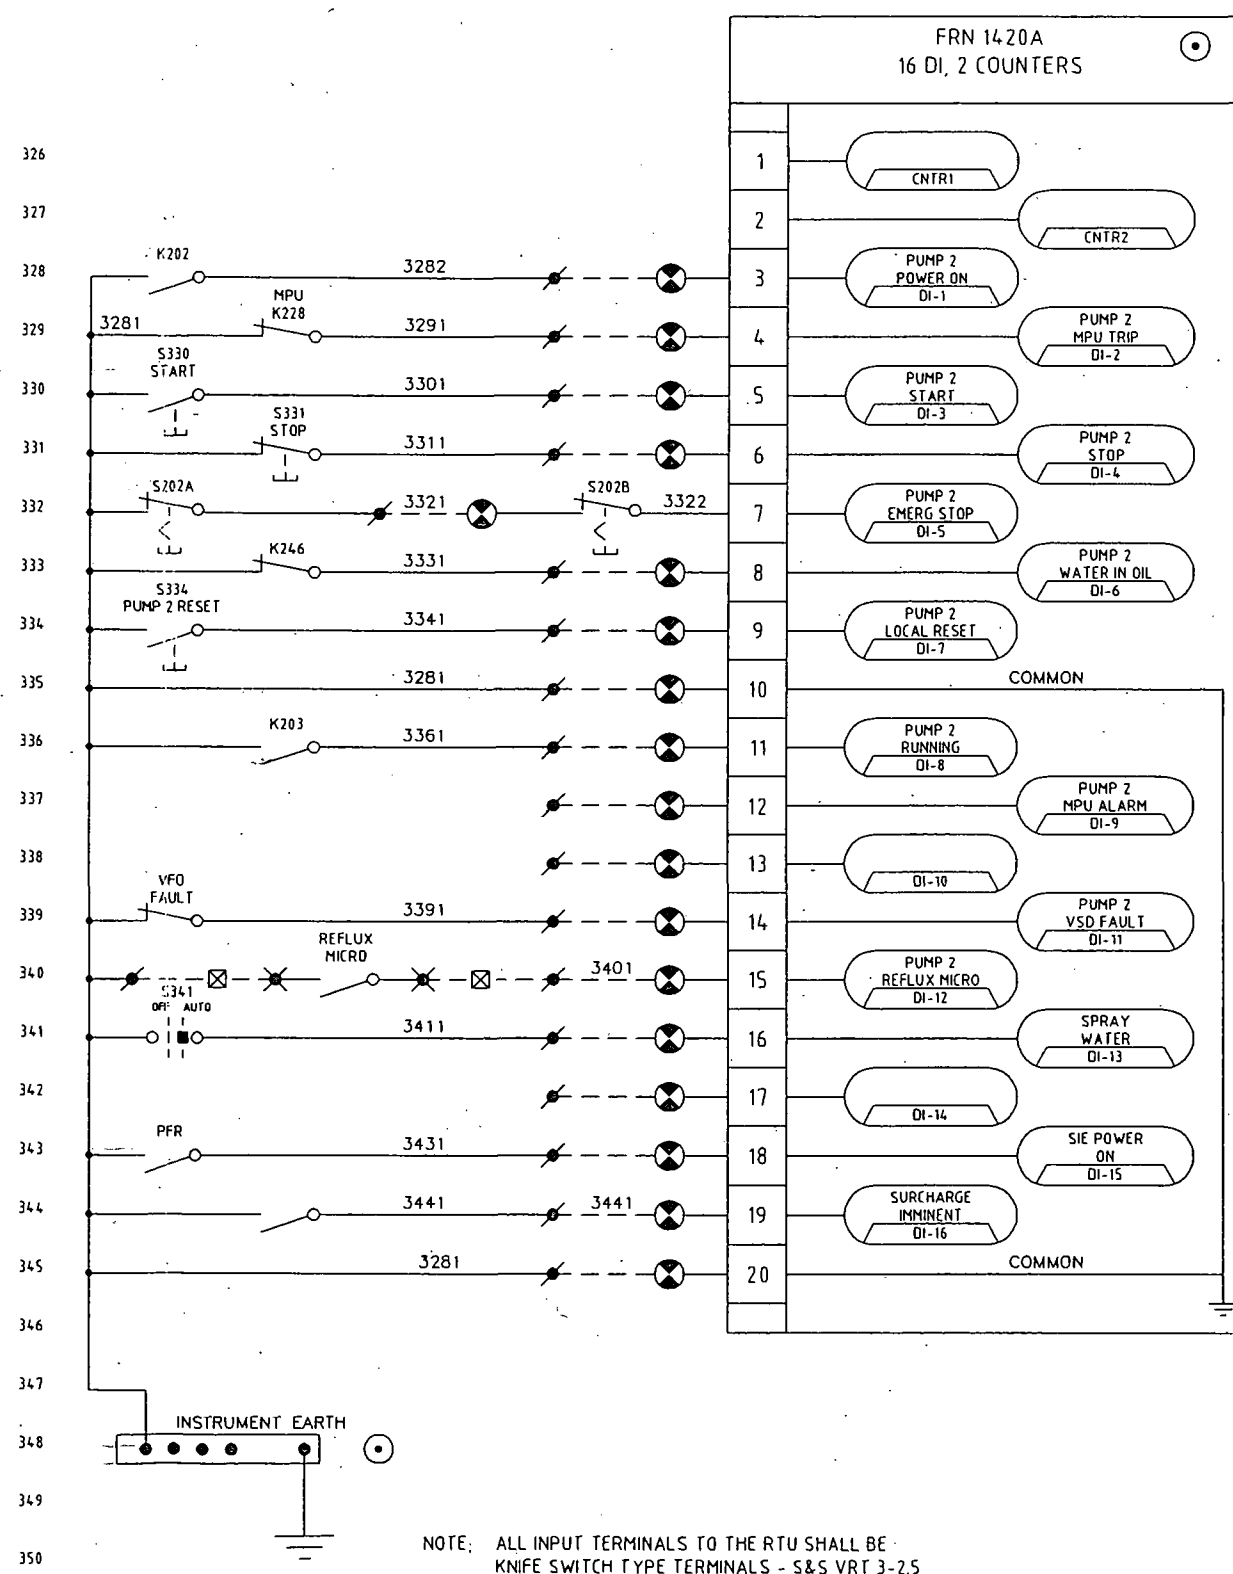 FRN 1420A
16 DI, 2 COUNTERS
326
1
CNTR1
327
2
CNTR2
328
K202
3282
3
PUMP 2
POWER ON
DI-1
329
3281
MPU
K228
3291
4
PUMP 2
MPU TRIP
DI-2
330
S330
START
3301
5
PUMP 2
START
DI-3
331
S331
STOP
3311
6
PUMP 2
STOP
DI-4
332
S202A
3321
S202B
3322
7
PUMP 2
EMERG STOP
DI-5
333
K246
3331
8
PUMP 2
WATER IN OIL
DI-6
334
S334
PUMP 2 RESET
3341
9
PUMP 2
LOCAL RESET
DI-7
335
3281
10
COMMON
336
K203
3361
11
PUMP 2
RUNNING
DI-8
337
12
PUMP 2
MPU ALARM
DI-9
338
13
DI-10
339
VFD
FAULT
3391
14
PUMP 2
VSD FAULT
DI-11
340
REFLUX
MICRO
3401
15
PUMP 2
REFLUX MICRO
DI-12
341
S341
OFF AUTO
3411
16
SPRAY
WATER
DI-13
342
17
DI-14
343
PFR
3431
18
SIE POWER
ON
DI-15
344
3441
3441
19
SURCHARGE
IMMINENT
DI-16
345
3281
20
COMMON
346
347
348
INSTRUMENT EARTH
349
350
NOTE; ALL INPUT TERMINALS TO THE RTU SHALL BE
KNIFE SWITCH TYPE TERMINALS - S&S VRT 3-2.5